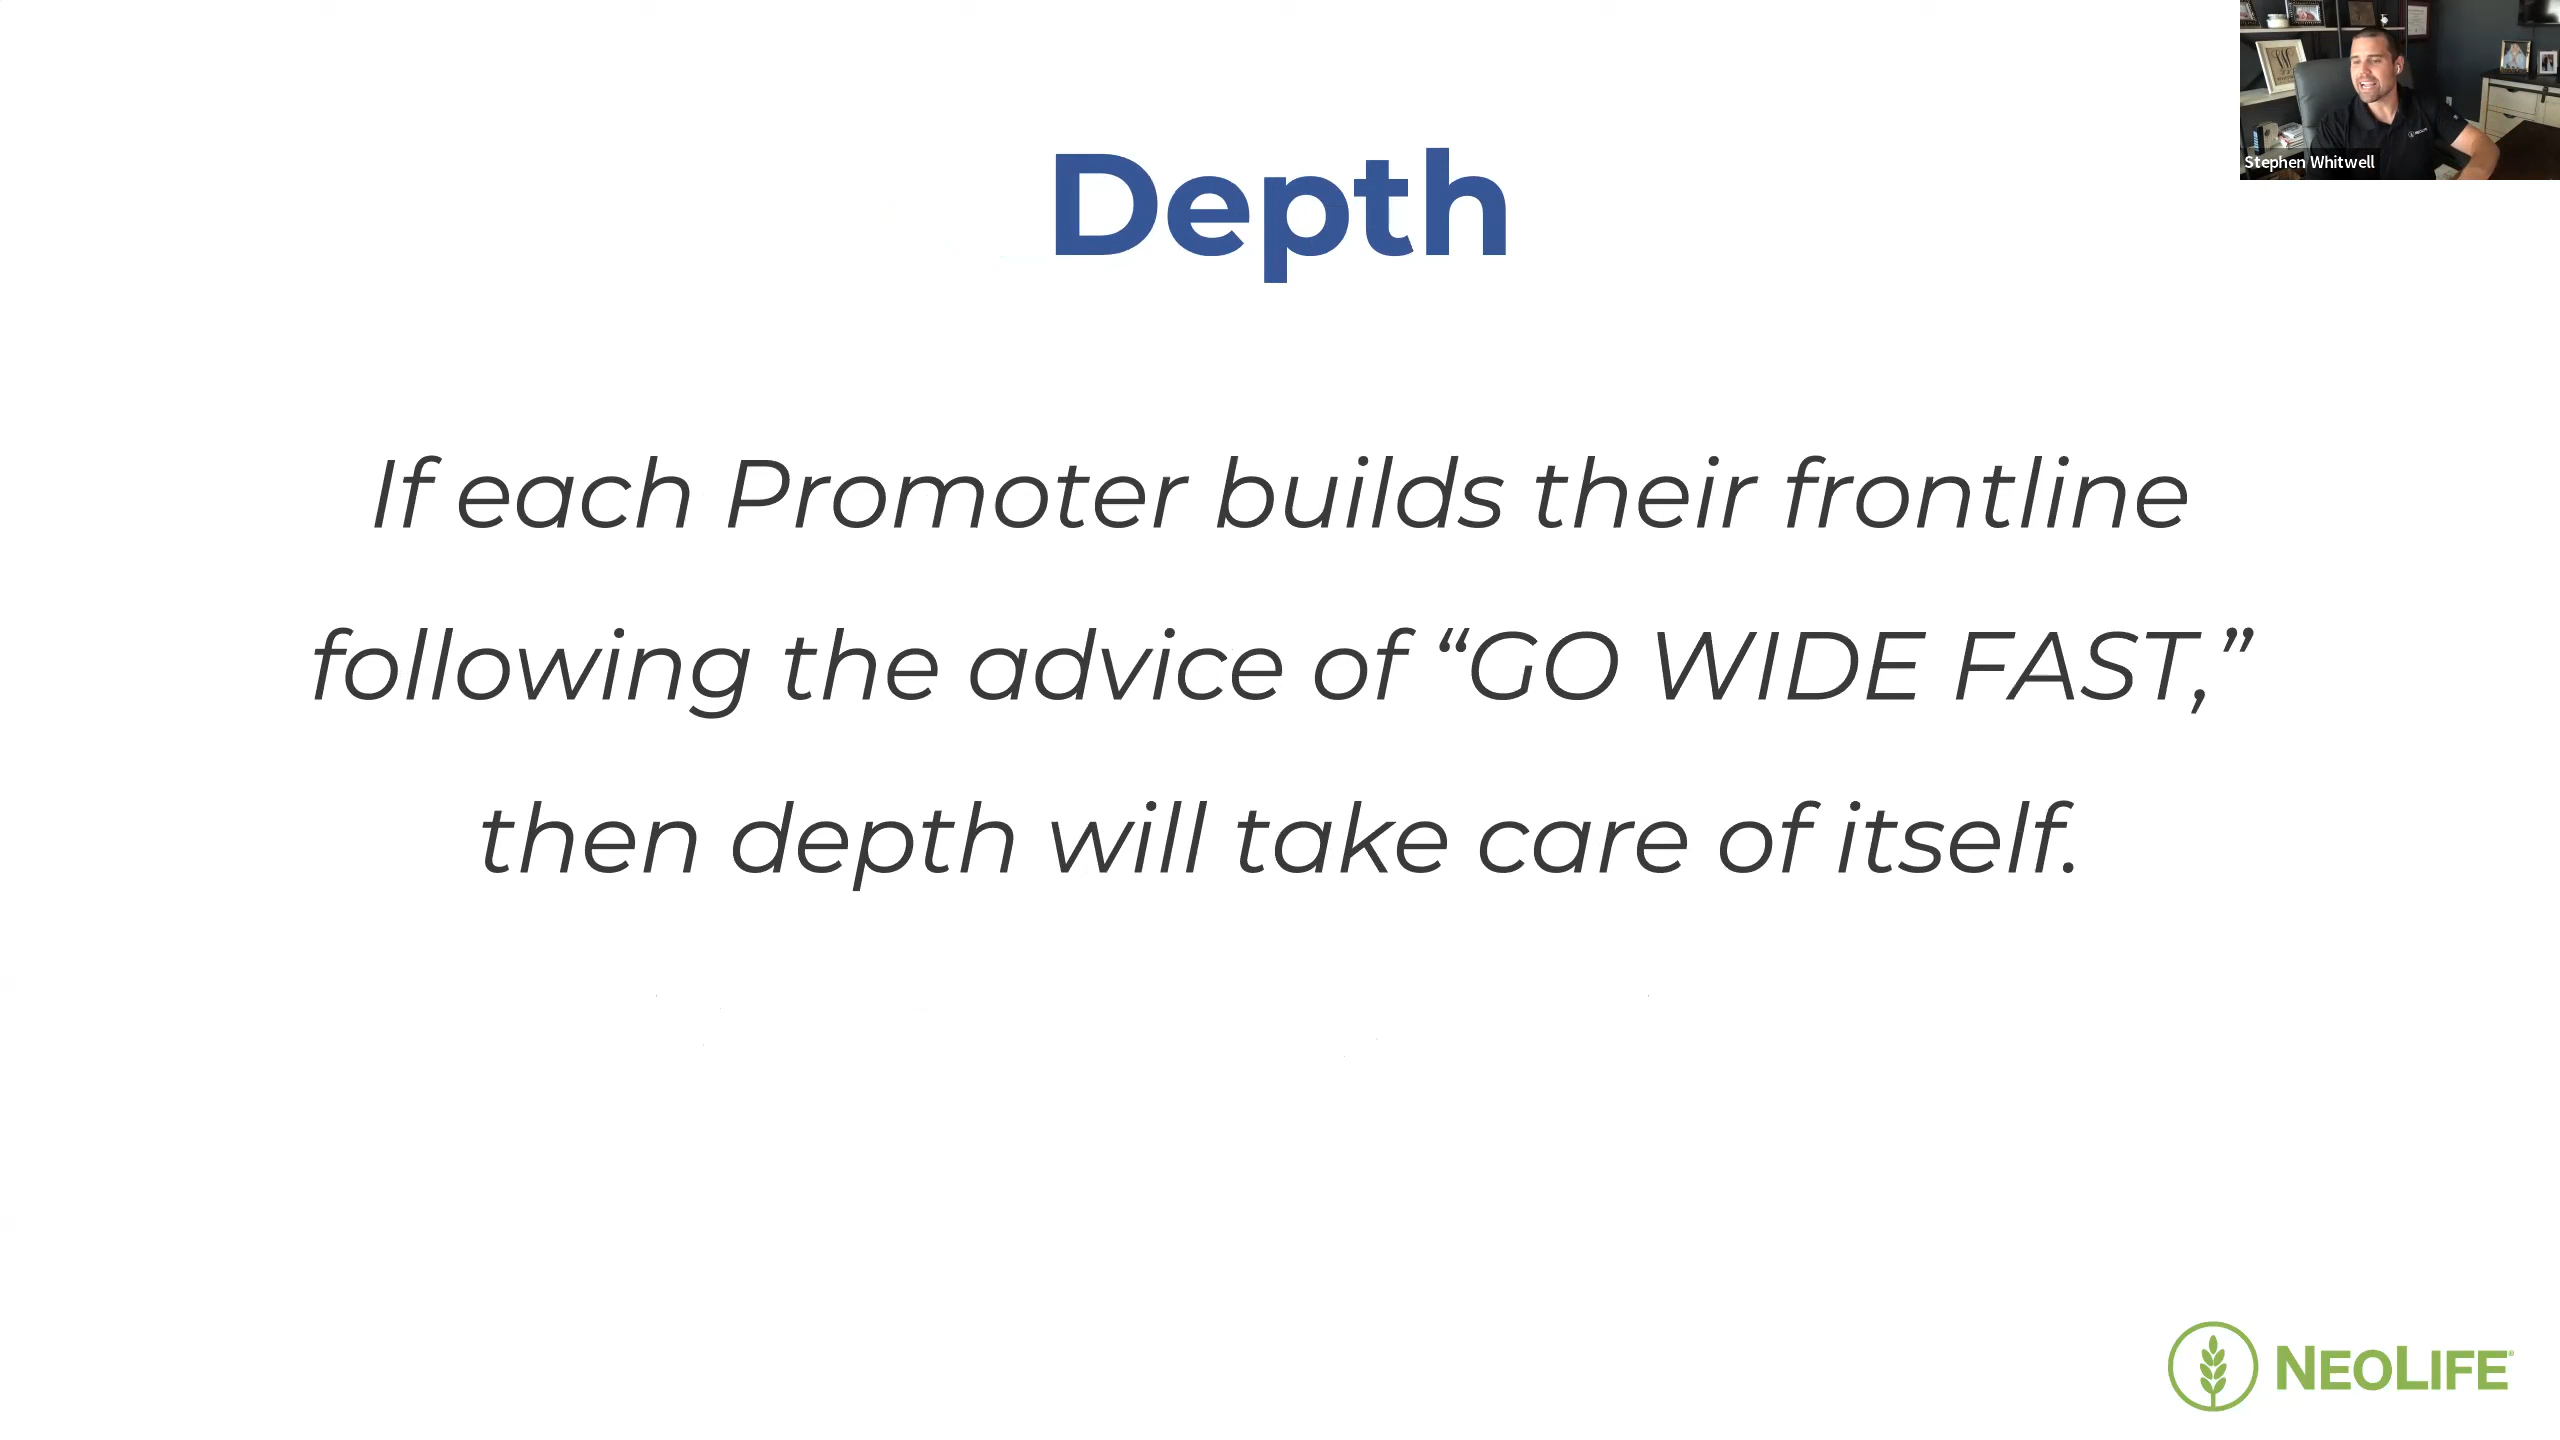 Depth
If each Promoter builds their frontline
following the advice of “GO WIDE FAST,”
then depth will take care of itself.
Stephen Whitwell
NEOLIFE